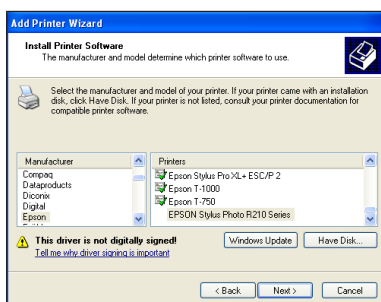 Add Printer Wizard
Install Printer Software
The manufacturer and model determine which printer software to use.
Select the manufacturer and model of your printer. If your printer came with an installation
disk, click Have Disk. If your printer is not listed, consult your printer documentation for
compatible printer software.
Manufacturer
Compaq
Dataproducts
Diconix
Digital
Epson
Printers
Epson Stylus Pro XL+ ESC/P 2
Epson T-1000
Epson T-750
EPSON Stylus Photo R210 Series
This driver is not digitally signed!
Tell me why driver signing is important
Windows Update
Have Disk...
< Back
Next >
Cancel